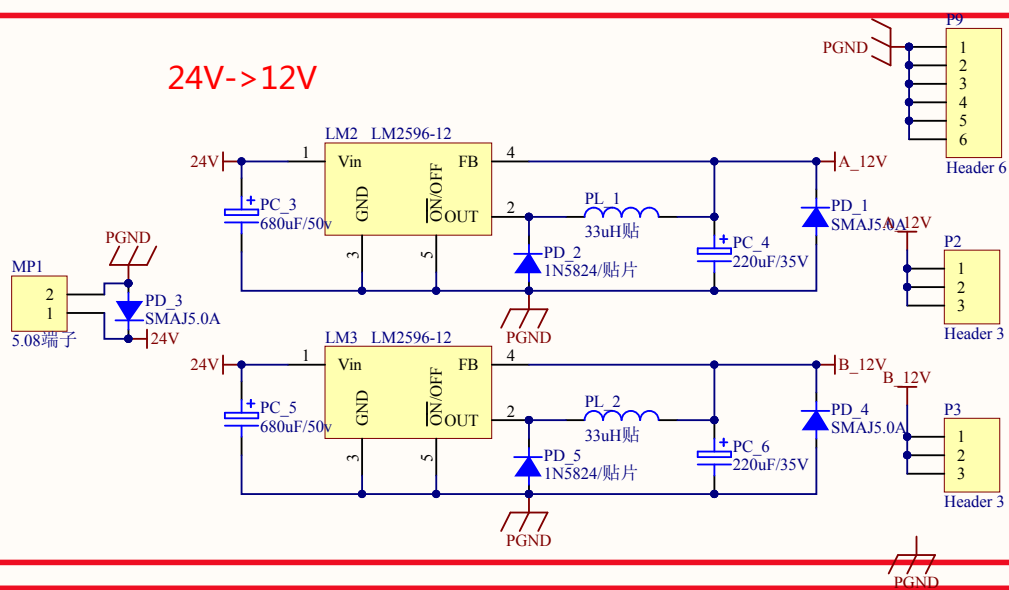 P9
PGND
1
2
3
4
5
6
Header 6
24V->12V
LM2 LM2596-12
24V
1
Vin
FB
4
A_12V
GND
ON/OFF
OUT
2
3
5
PC_3
680uF/50v
PL_1
33uH贴
PD_2
1N5824/贴片
PC_4
220uF/35V
PD_1
SMAJ5.0A
PGND
A_12V
P2
1
2
3
Header 3
PGND
MP1
2
1
5.08端子
PD_3
SMAJ5.0A
24V
LM3 LM2596-12
24V
1
Vin
FB
4
B_12V
GND
ON/OFF
OUT
2
3
5
PC_5
680uF/50v
PL_2
33uH贴
PD_5
1N5824/贴片
PC_6
220uF/35V
PD_4
SMAJ5.0A
PGND
B_12V
P3
1
2
3
Header 3
PGND